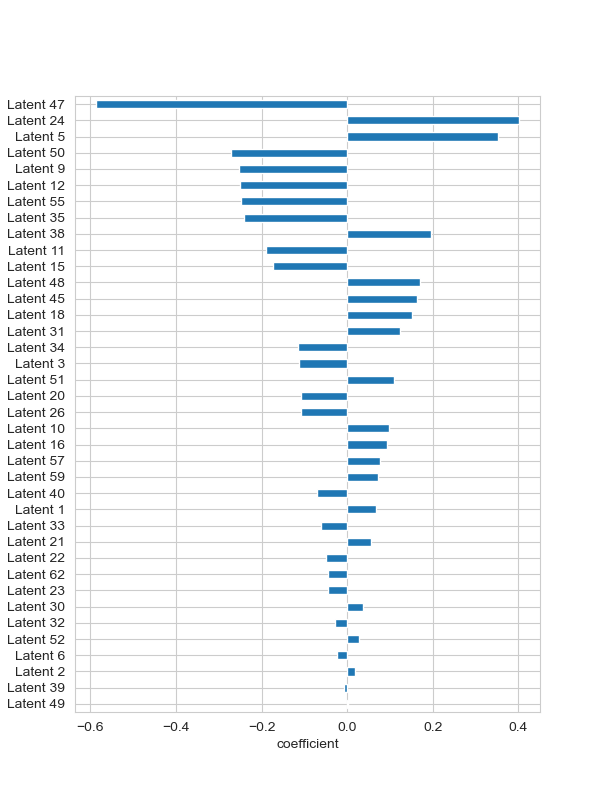 Latent 47
Latent 24
Latent 5
Latent 50
Latent 9
Latent 12
Latent 55
Latent 35
Latent 38
Latent 11
Latent 15
Latent 48
Latent 45
Latent 18
Latent 31
Latent 34
Latent 3
Latent 51
Latent 20
Latent 26
Latent 10
Latent 16
Latent 57
Latent 59
Latent 40
Latent 1
Latent 33
Latent 21
Latent 22
Latent 62
Latent 23
Latent 30
Latent 32
Latent 52
Latent 6
Latent 2
Latent 39
Latent 49
−0.6 −0.4 −0.2 0.0 0.2 0.4
coefficient